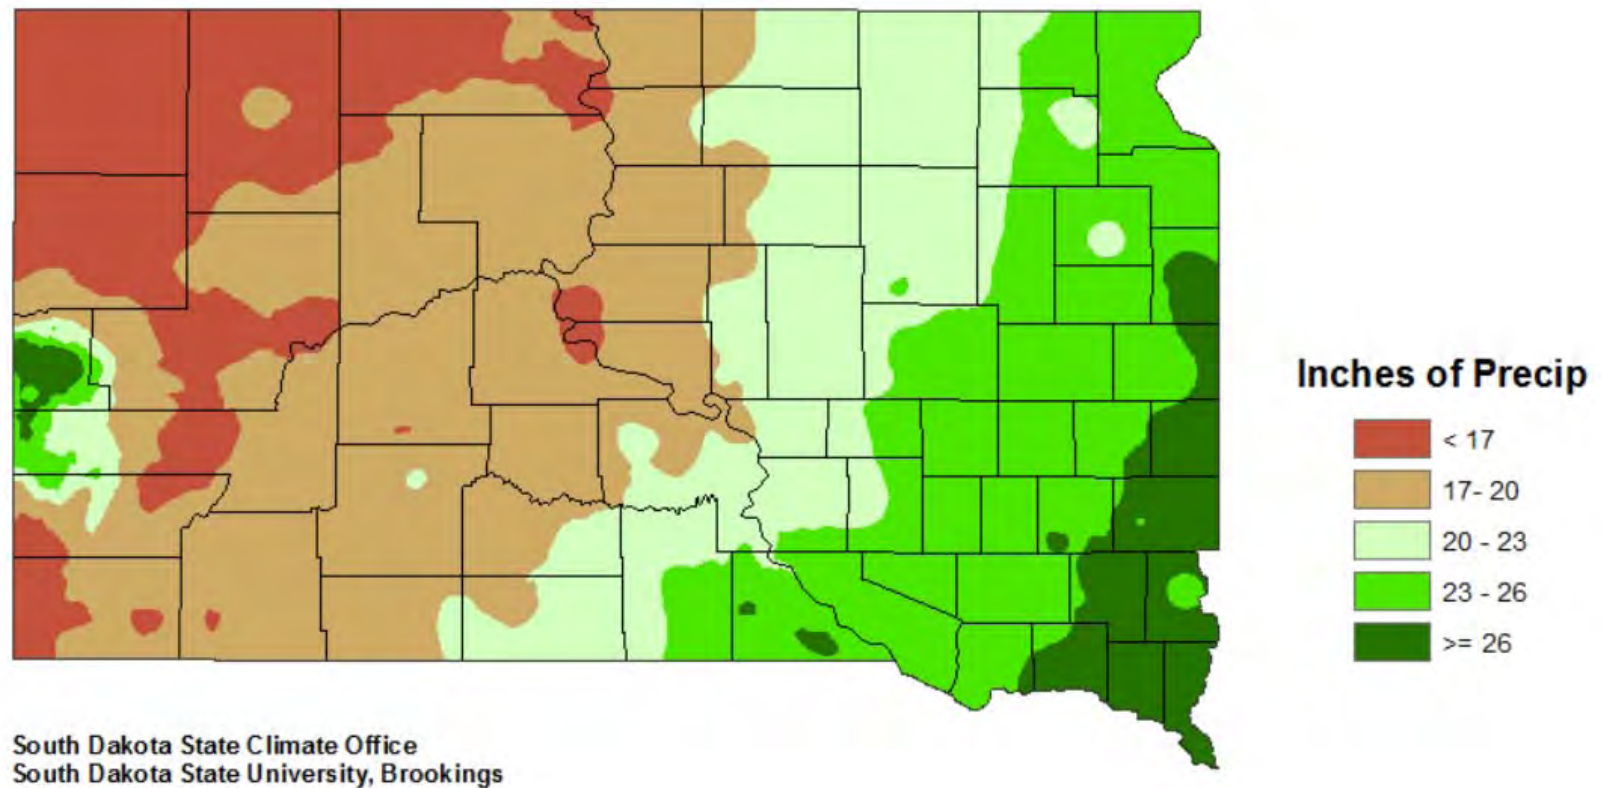 Inches of Precip
< 17
17- 20
20 - 23
23 - 26
>= 26
South Dakota State Climate Office
South Dakota State University, Brookings